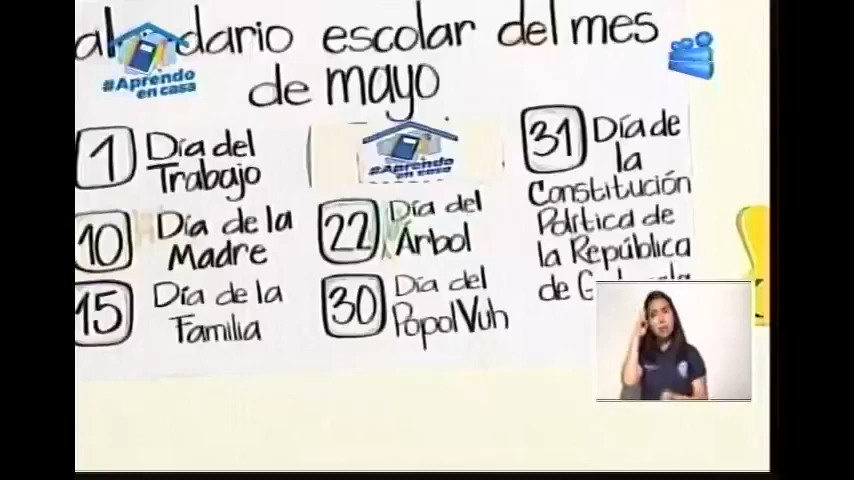 dario escolar del mes
de mayo
#Aprendo
en casa
1 Día del
Trabajo
10 Día de la
Madre
15 Día de la
Familia
#Aprendo
en casa
22 Día del
Árbol
30 Día del
Popol Vuh
31 Día de
la
Constitución
Política de
la República
de